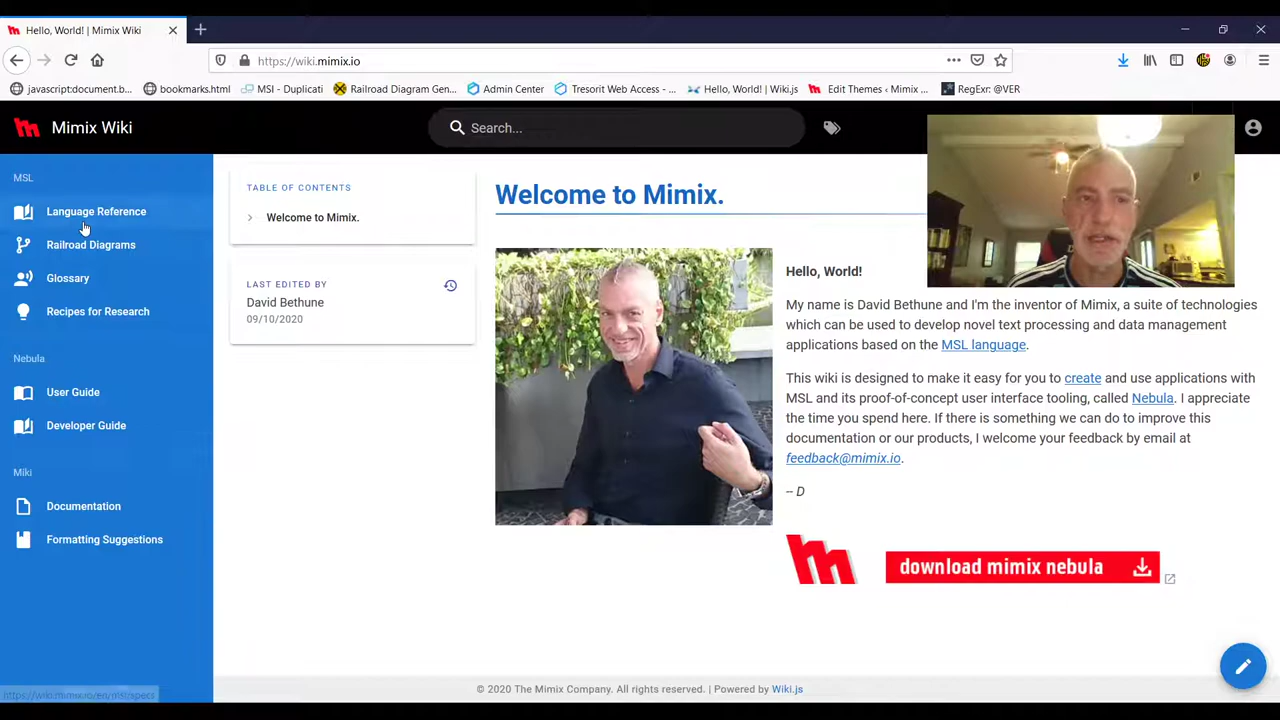 Hello, World! | Mimix Wiki
https://wiki.mimix.io
javascript:document.b...
bookmarks.html
MSI - Duplicati
Railroad Diagram Gen...
Admin Center
Tresorit Web Access - ...
Hello, World! | Wiki.js
Edit Themes ‹ Mimix ...
RegExr: @VER
Mimix Wiki
Search...
MSL
Language Reference
Railroad Diagrams
Glossary
Recipes for Research
Nebula
User Guide
Developer Guide
Miki
Documentation
Formatting Suggestions
https://wiki.mimix.io/en/msl/specs
TABLE OF CONTENTS
Welcome to Mimix.
LAST EDITED BY
David Bethune
09/10/2020
Welcome to Mimix.
Hello, World!
My name is David Bethune and I'm the inventor of Mimix, a suite of technologies
which can be used to develop novel text processing and data management
applications based on the MSL language.
This wiki is designed to make it easy for you to create and use applications with
MSL and its proof-of-concept user interface tooling, called Nebula. I appreciate
the time you spend here. If there is something we can do to improve this
documentation or our products, I welcome your feedback by email at
feedback@mimix.io.
-- D
download mimix nebula
© 2020 The Mimix Company. All rights reserved. | Powered by Wiki.js